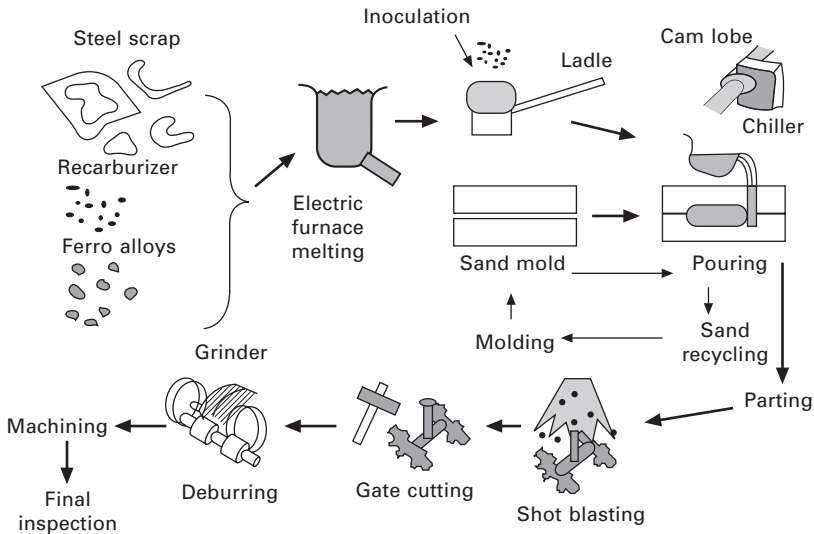 Steel scrap
Recarburizer
Ferro alloys
Electric
furnace
melting
Inoculation
Ladle
Cam lobe
Chiller
Sand mold
Pouring
Molding
Sand
recycling
Parting
Shot blasting
Gate cutting
Grinder
Deburring
Machining
Final
inspection